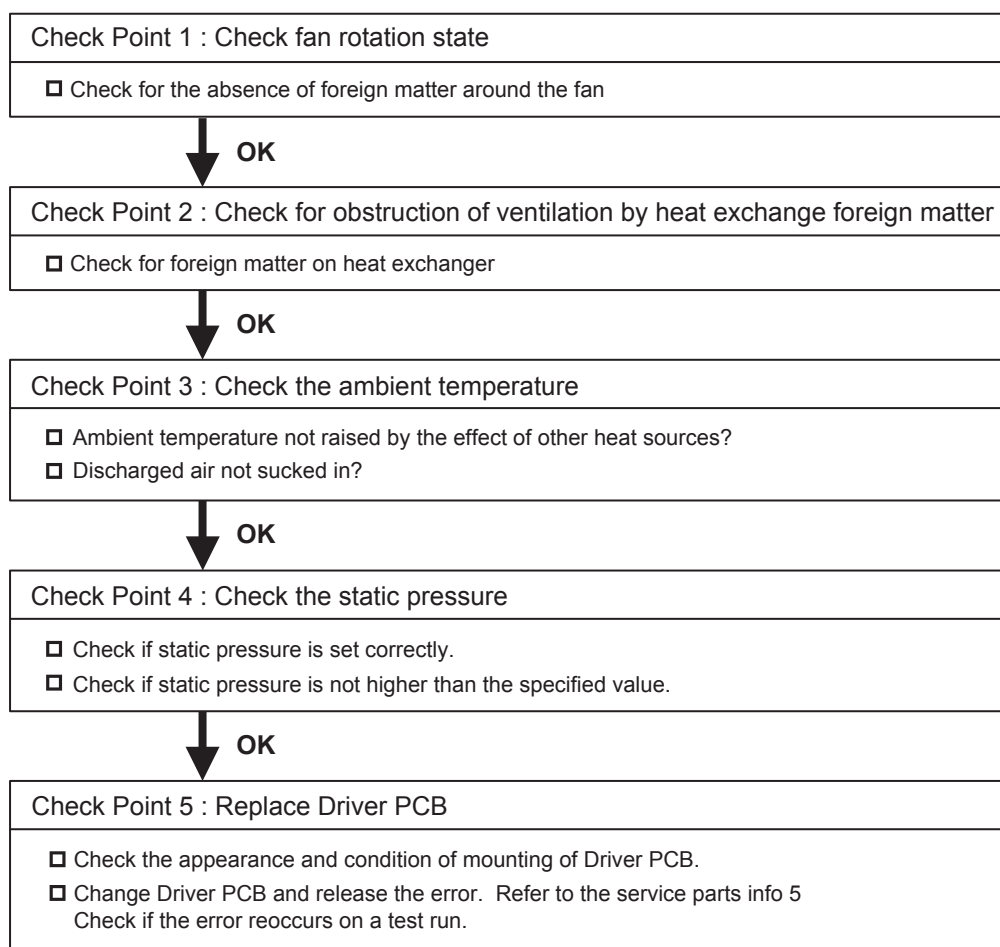 Check Point 1 : Check fan rotation state
Check for the absence of foreign matter around the fan
OK
Check Point 2 : Check for obstruction of ventilation by heat exchange foreign matter
Check for foreign matter on heat exchanger
OK
Check Point 3 : Check the ambient temperature
Ambient temperature not raised by the effect of other heat sources?
Discharged air not sucked in?
OK
Check Point 4 : Check the static pressure
Check if static pressure is set correctly.
Check if static pressure is not higher than the specified value.
OK
Check Point 5 : Replace Driver PCB
Check the appearance and condition of mounting of Driver PCB.
Change Driver PCB and release the error.  Refer to the service parts info 5
Check if the error reoccurs on a test run.